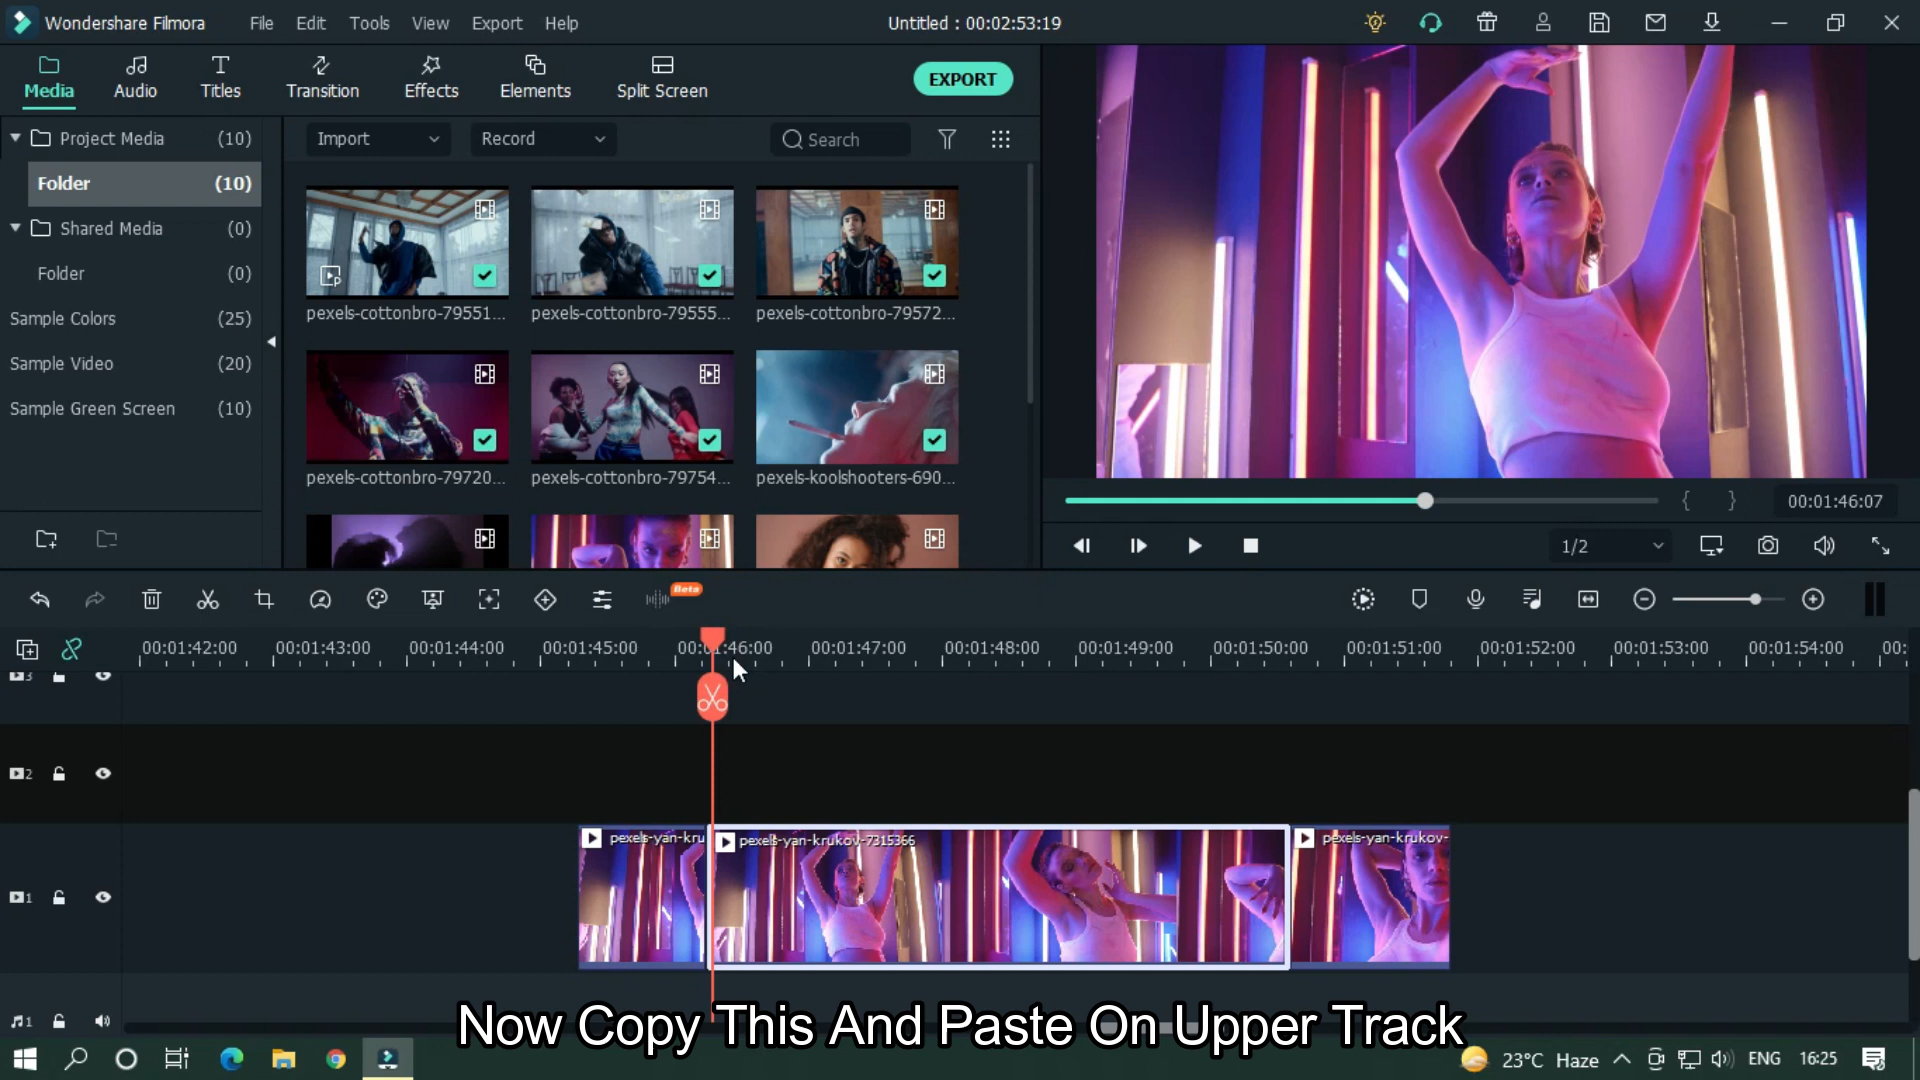 Wondershare Filmora File Edit Tools View Export Help Untitled : 00:02:53:19
Media Audio Titles Transition Effects Elements Split Screen EXPORT
Project Media (10)
Folder (10)
Shared Media (0)
Folder (0)
Sample Colors (25)
Sample Video (20)
Sample Green Screen (10)
Import Record Search
pexels-cottonbro-79551... pexels-cottonbro-79555... pexels-cottonbro-79572...
pexels-cottonbro-79720... pexels-cottonbro-79754... pexels-koolshooters-690...
{ } 00:01:46:07
1/2
Beta
00:01:42:00 00:01:43:00 00:01:44:00 00:01:45:00 00:01:46:00 00:01:47:00 00:01:48:00 00:01:49:00 00:01:50:00 00:01:51:00 00:01:52:00 00:01:53:00 00:01:54:00 00:
3
2
pexels-yan-kru pexels-yan-krukov-7315366 pexels-yan-krukov-
1
1
Now Copy This And Paste On Upper Track
23°C Haze ENG 16:25